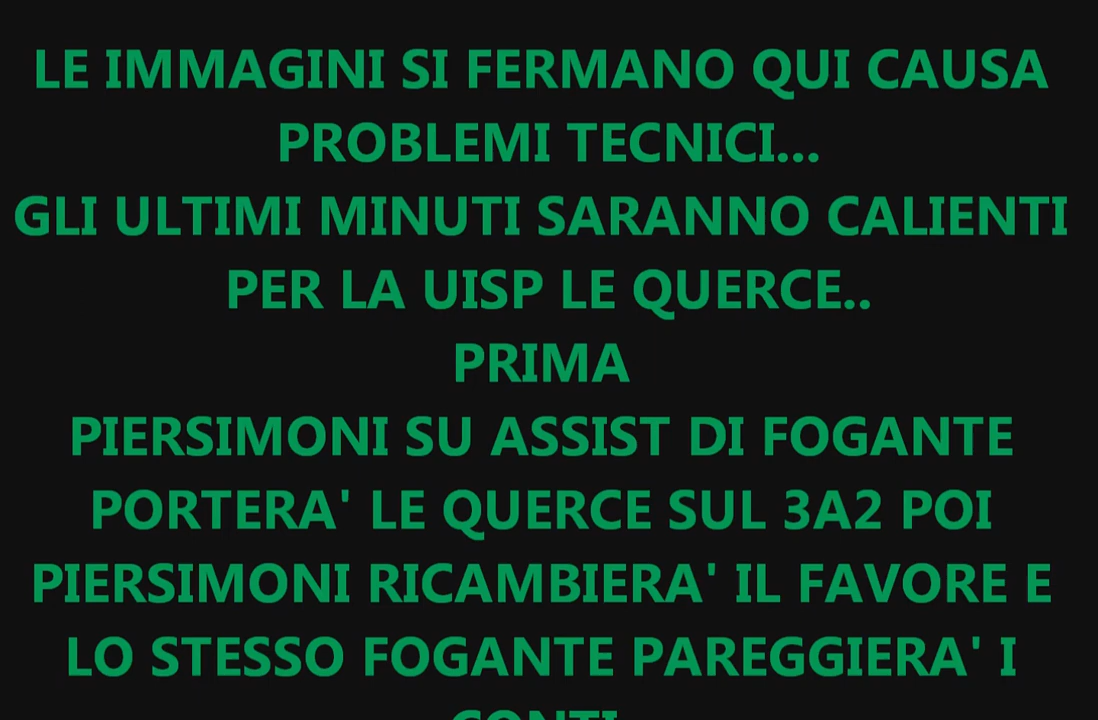 LE IMMAGINI SI FERMANO QUI CAUSA
PROBLEMI TECNICI...
GLI ULTIMI MINUTI SARANNO CALIENTI
PER LA UISP LE QUERCE..
PRIMA
PIERSIMONI SU ASSIST DI FOGANTE
PORTERA' LE QUERCE SUL 3A2 POI
PIERSIMONI RICAMBIERA' IL FAVORE E
LO STESSO FOGANTE PAREGGIERA' I
CONTI